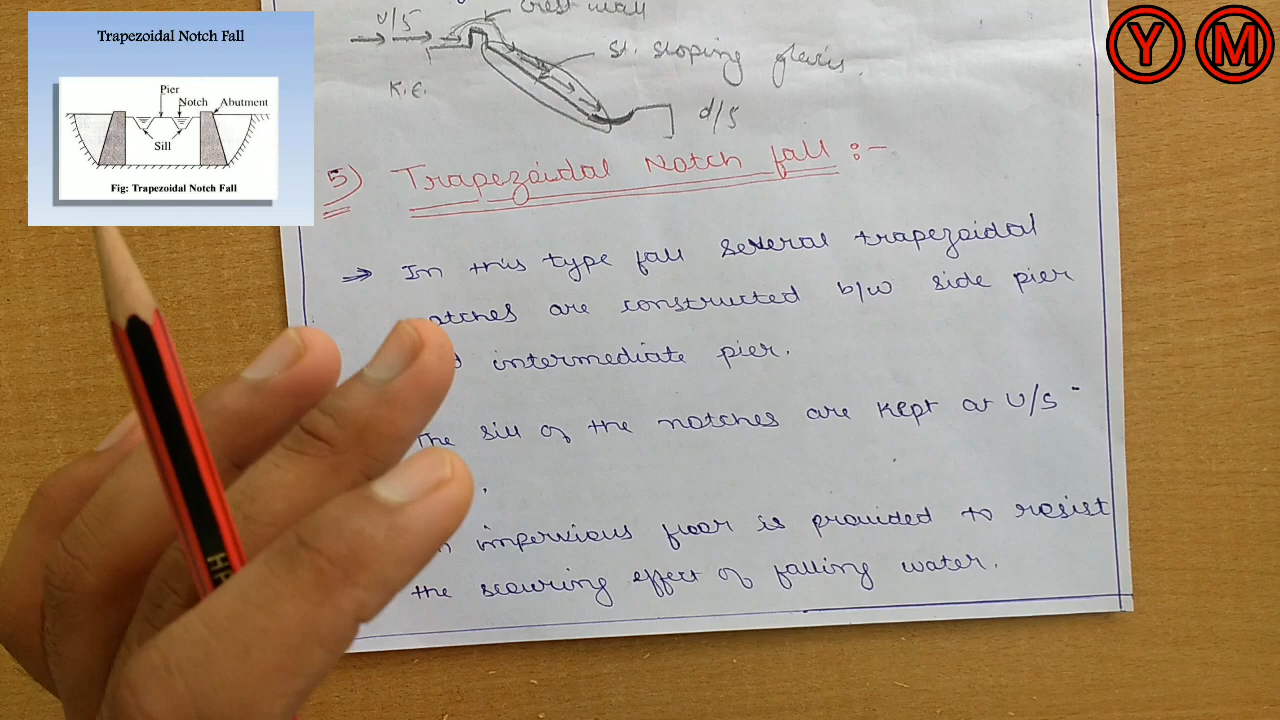 Trapezoidal Notch Fall
Pier
Notch
Abutment
Sill
Fig: Trapezoidal Notch Fall
Y M
U/S
crest wall
st. sloping glacis.
K.E.
d/s
5) Trapezoidal Notch fall :-
⇒ In this type fall several trapezoidal
notches are constructed b/w side pier
intermediate pier.
The sill of the notches are kept at U/S
impervious floor is provided to resist
the scouring effect of falling water.
HB